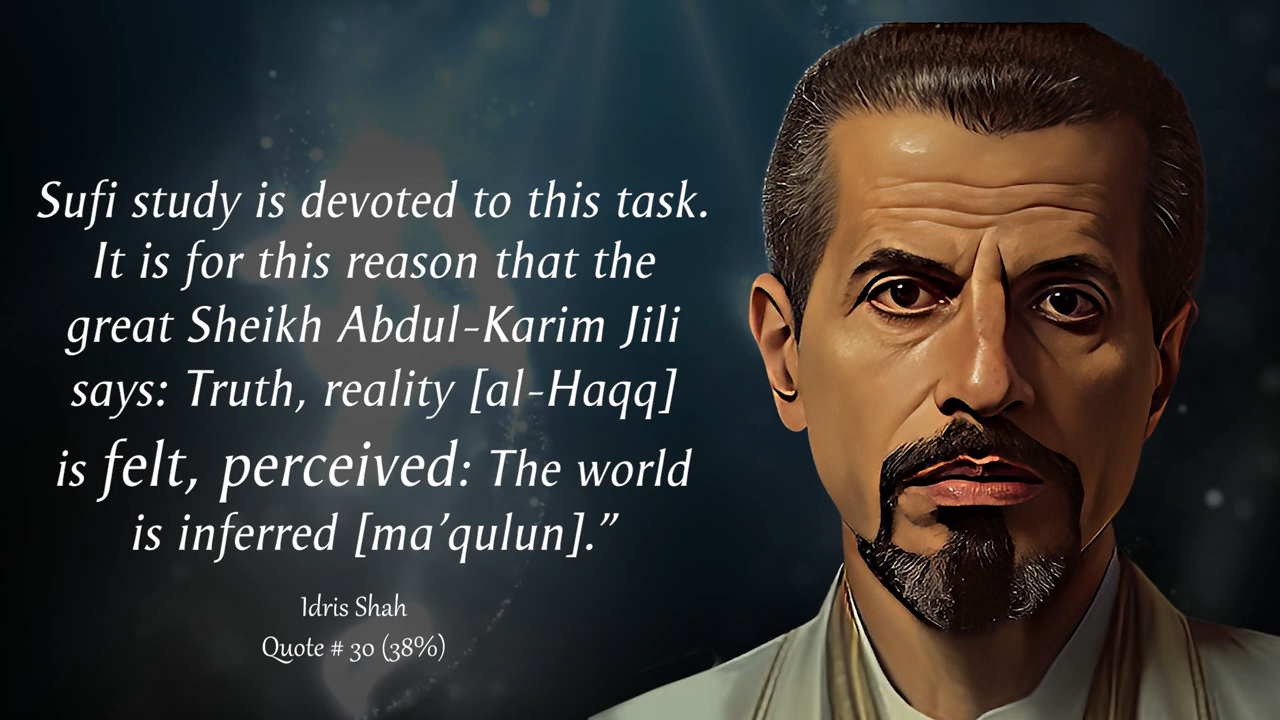 Sufi study is devoted to this task.
It is for this reason that the
great Sheikh Abdul-Karim Jili
says: Truth, reality [al-Haqq]
is felt, perceived: The world
is inferred [ma’qulun].”
Idris Shah
Quote # 30 (38%)